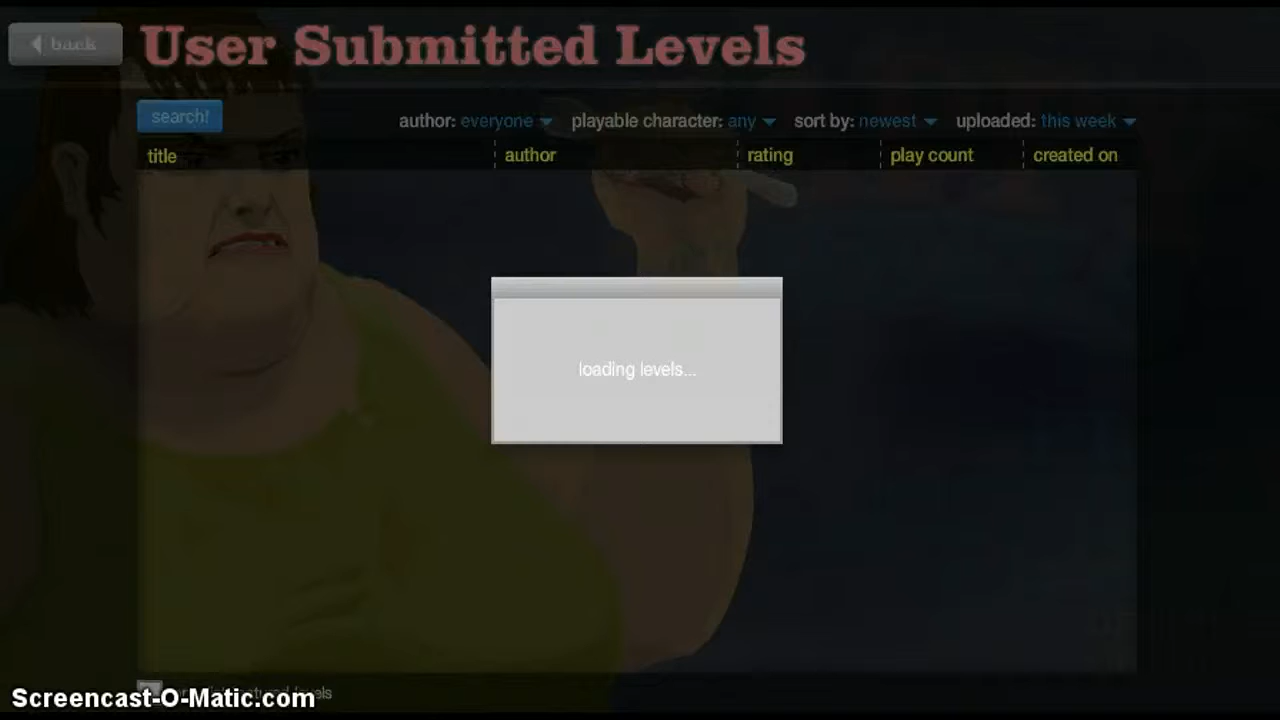 back
User Submitted Levels
search!
author: everyone playable character: any sort by: newest uploaded: this week
title author rating play count created on
loading levels...
levels
Screencast-O-Matic.com